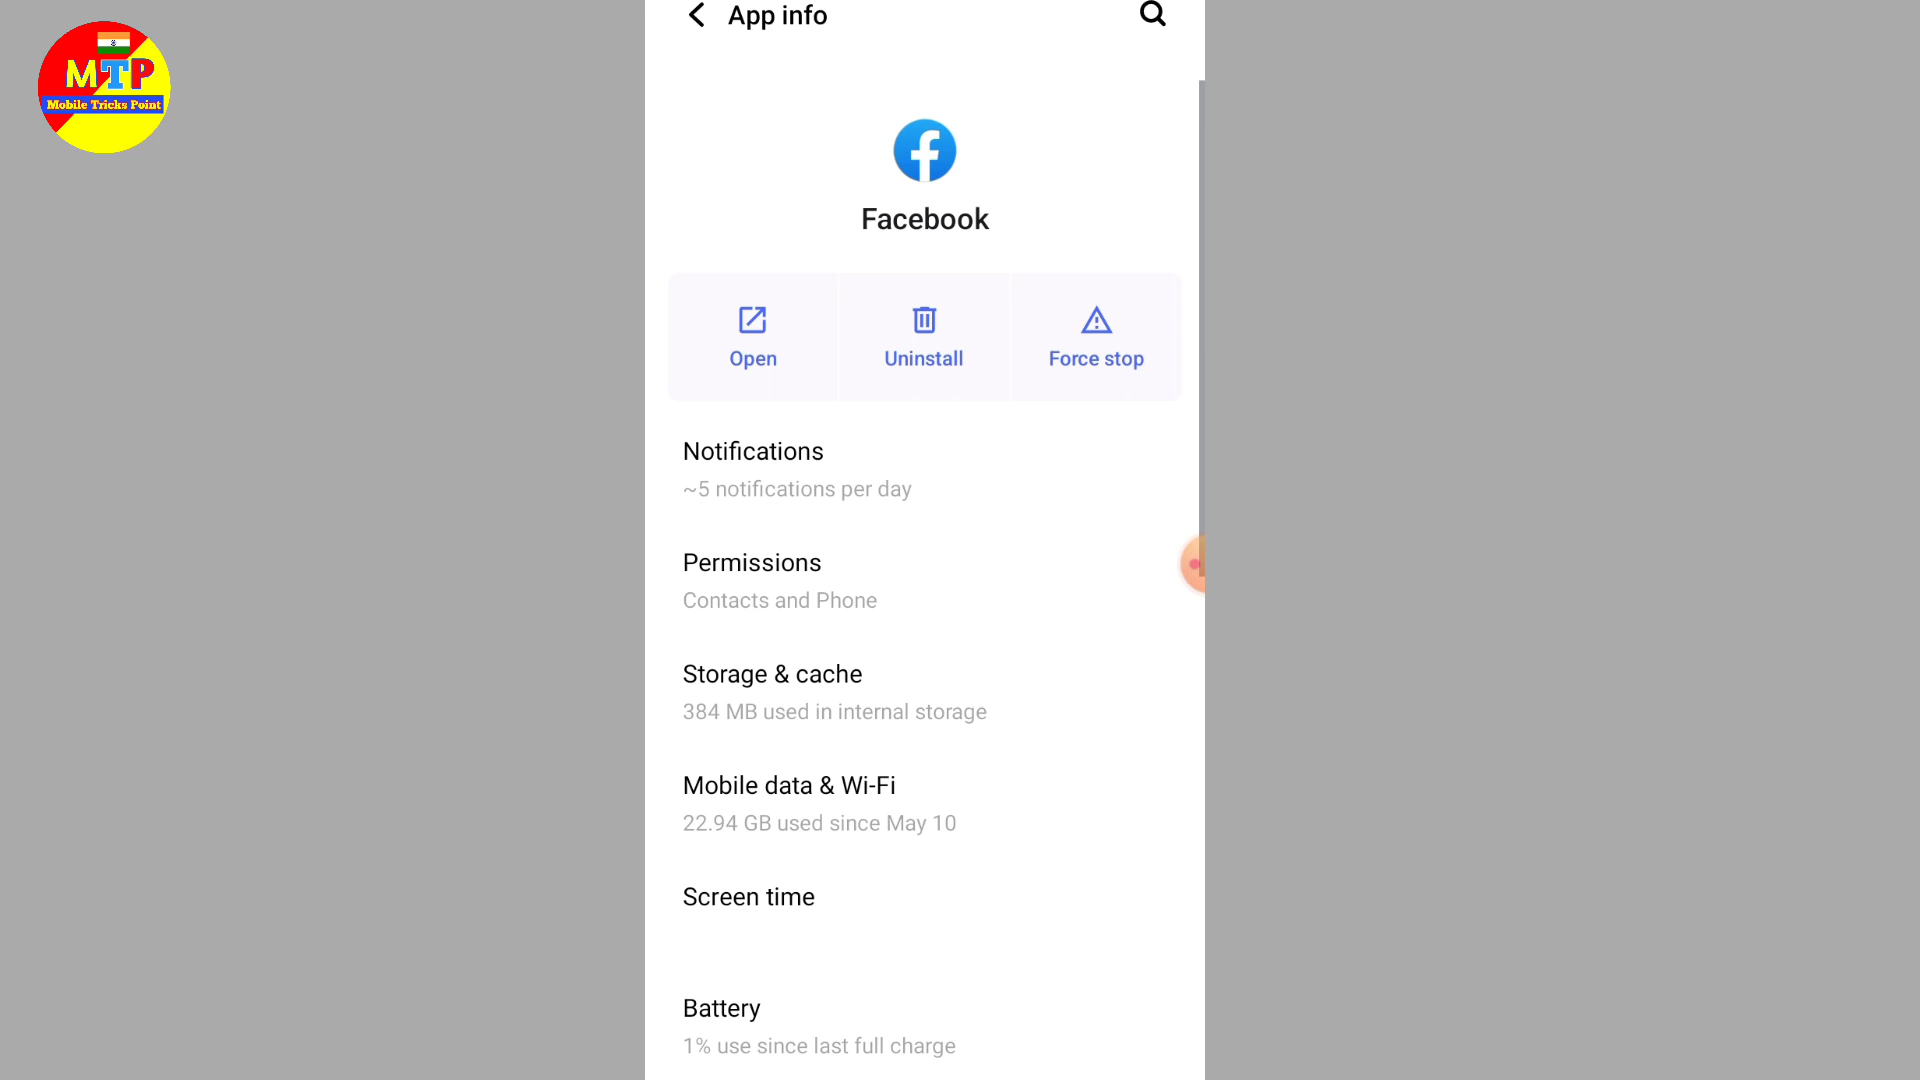 MTP
Mobile Tricks Point
App info
Facebook
Open
Uninstall
Force stop
Notifications
~5 notifications per day
Permissions
Contacts and Phone
Storage & cache
384 MB used in internal storage
Mobile data & Wi-Fi
22.94 GB used since May 10
Screen time
Battery
1% use since last full charge